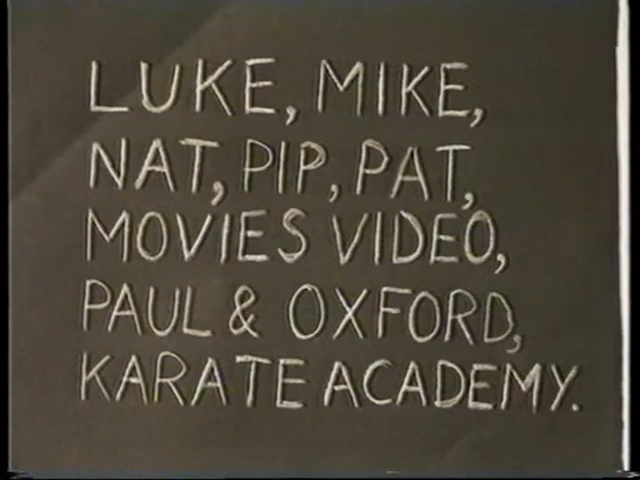 LUKE, MIKE,
NAT, PIP, PAT,
MOVIES VIDEO,
PAUL & OXFORD,
KARATE ACADEMY.